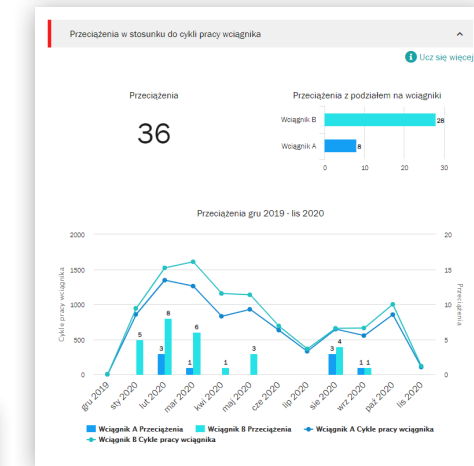 Przeciążenia w stosunku do cykli pracy wciągnika
Ucz się więcej
Przeciążenia
36
Przeciążenia z podziałem na wciągniki
Wciągnik B
28
Wciągnik A
8
0 10 20 30
Przeciążenia gru 2019 - lis 2020
2000 20
1500 15
1000 10
500 5
0 0
Cykle pracy wciągnika
Przeciążenia
5 3 8 1 6 1 3 3 4 1 1
gru 2019 sty 2020 lut 2020 mar 2020 kwi 2020 maj 2020 cze 2020 lip 2020 sie 2020 wrz 2020 paź 2020 lis 2020
Wciągnik A Przeciążenia Wciągnik B Przeciążenia Wciągnik A Cykle pracy wciągnika
Wciągnik B Cykle pracy wciągnika